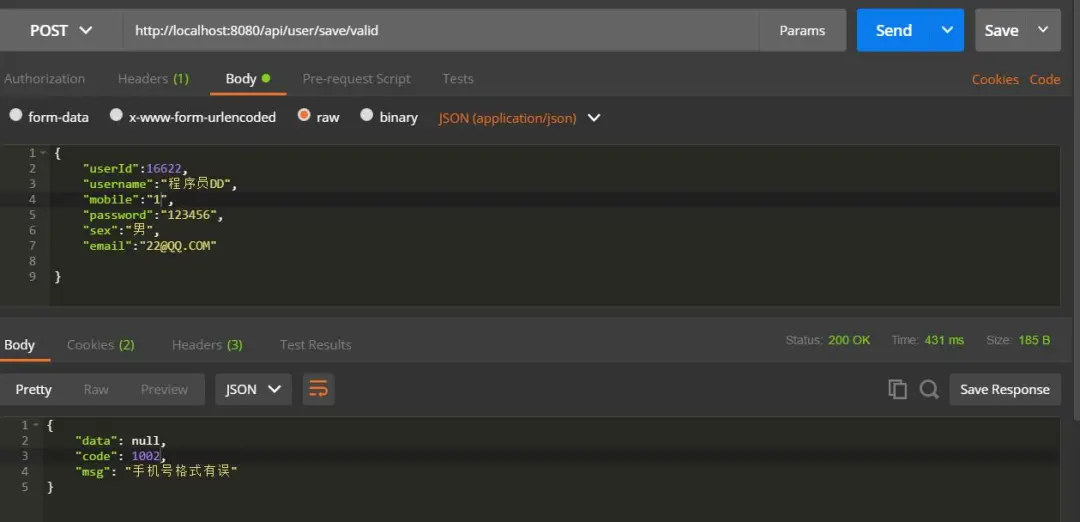 POST http://localhost:8080/api/user/save/valid Params Send Save
Authorization Headers (1) Body Pre-request Script Tests Cookies Code
form-data x-www-form-urlencoded raw binary JSON (application/json)
1 {
2 "userId":16622,
3 "username":"程序员DD",
4 "mobile":"1",
5 "password":"123456",
6 "sex":"男",
7 "email":"22@QQ.COM"
8
9 }
Body Cookies (2) Headers (3) Test Results Status: 200 OK Time: 431 ms Size: 185 B
Pretty Raw Preview JSON Save Response
1 {
2 "data": null,
3 "code": 1002,
4 "msg": "手机号格式有误"
5 }